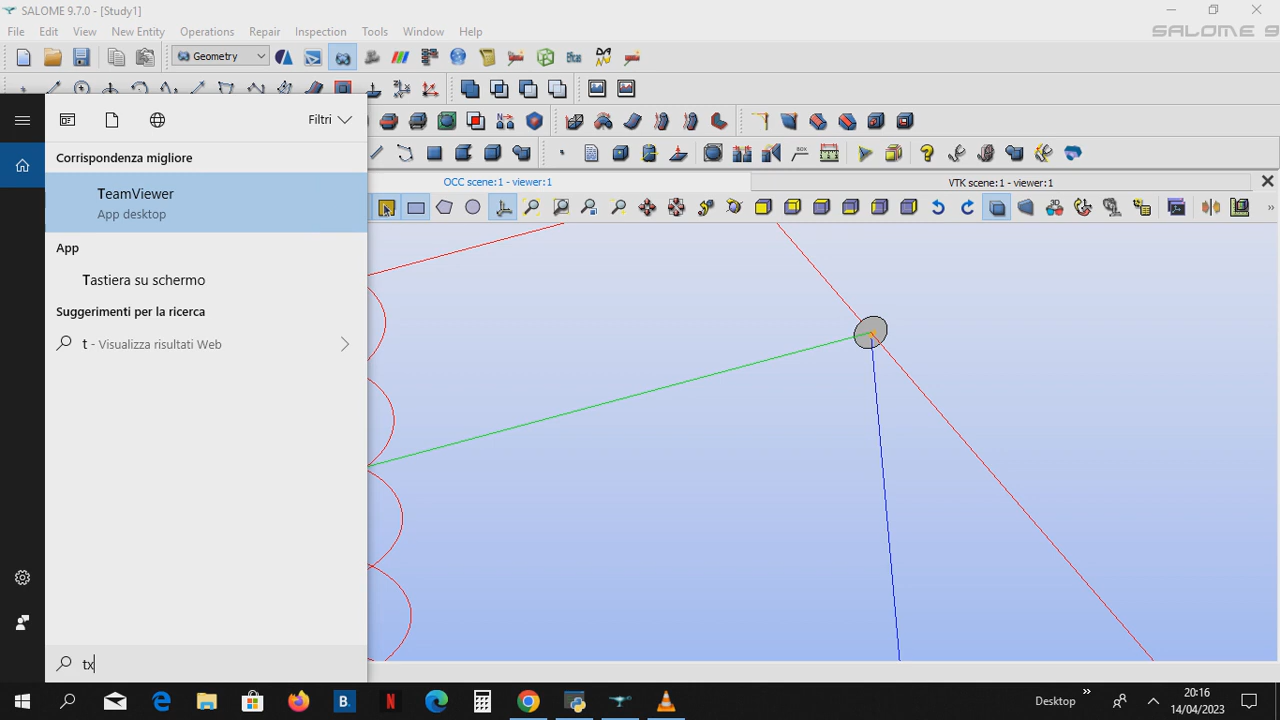 SALOME 9.7.0 - [Study1]
File Edit View New Entity Operations Repair Inspection Tools Window Help
SALOME 9
Geometry
Filtri
Corrispondenza migliore
TeamViewer
App desktop
App
Tastiera su schermo
Suggerimenti per la ricerca
t - Visualizza risultati Web
OCC scene:1 - viewer:1
VTK scene:1 - viewer:1
tx
B.
N
Desktop
20:16
14/04/2023